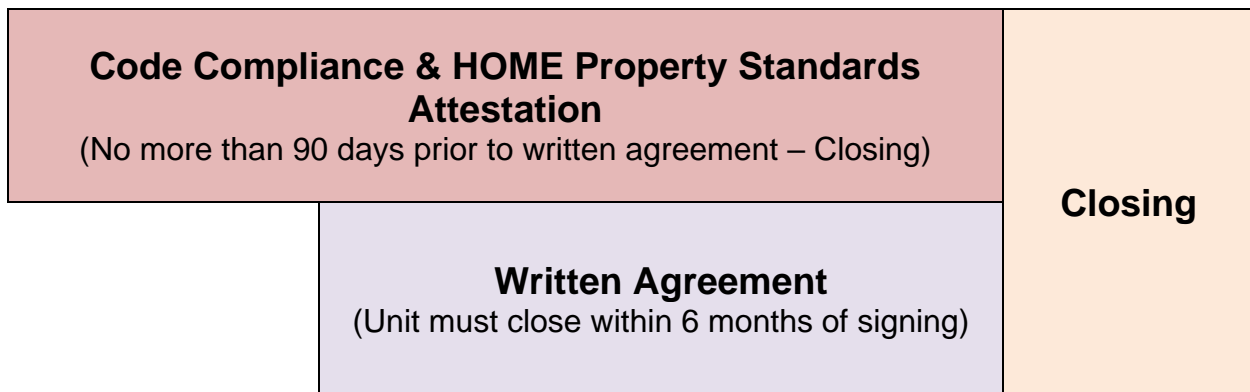 Code Compliance & HOME Property Standards
Attestation
(No more than 90 days prior to written agreement – Closing)
Closing
Written Agreement
(Unit must close within 6 months of signing)